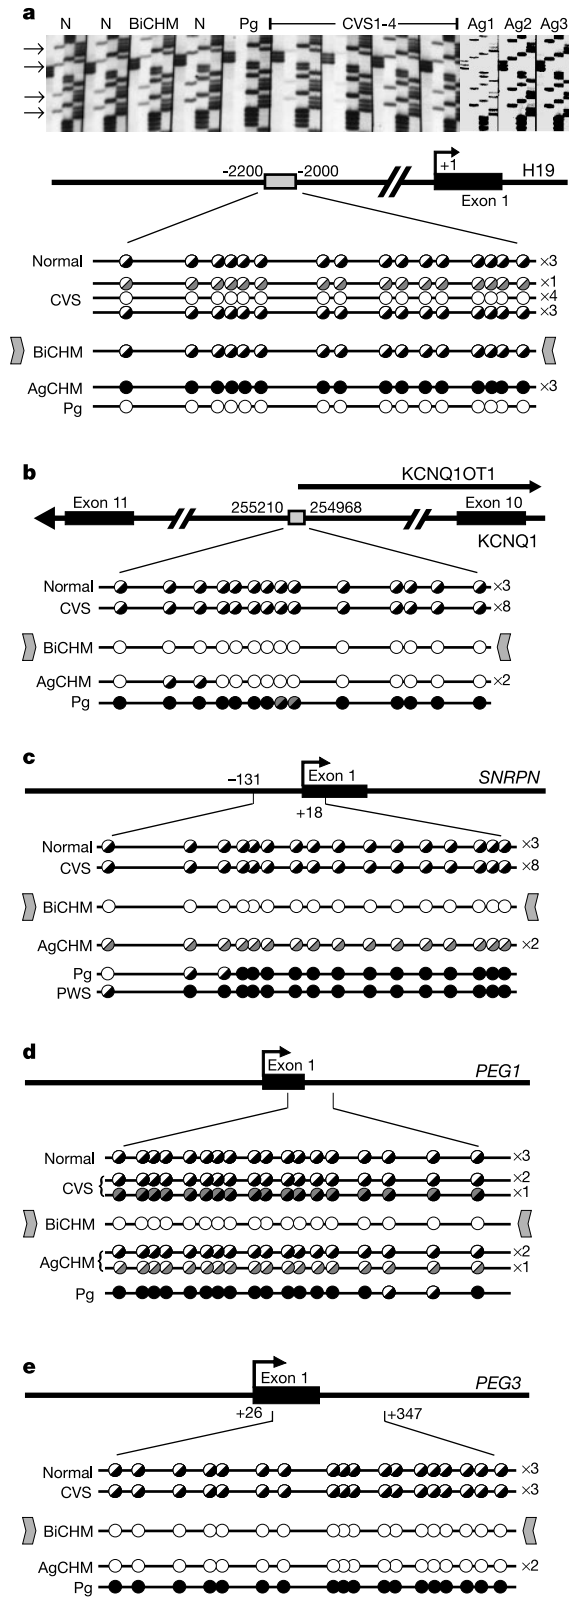 a
N N BiCHM N Pg CVS1-4 Ag1 Ag2 Ag3
-2200 -2000 +1 H19
Exon 1
Normal ×3
×1
CVS ×4
×3
BiCHM
AgCHM ×3
Pg
b
KCNQ1OT1
Exon 11 255210 254968 Exon 10
KCNQ1
Normal ×3
CVS ×8
BiCHM
AgCHM ×2
Pg
c
–131 Exon 1 SNRPN
+18
Normal ×3
CVS ×8
BiCHM
AgCHM ×2
Pg
PWS
d
Exon 1 PEG1
Normal ×3
CVS { ×2
×1
BiCHM
AgCHM { ×2
×1
Pg
e
Exon 1 PEG3
+26 +347
Normal ×3
CVS ×3
BiCHM
AgCHM ×2
Pg